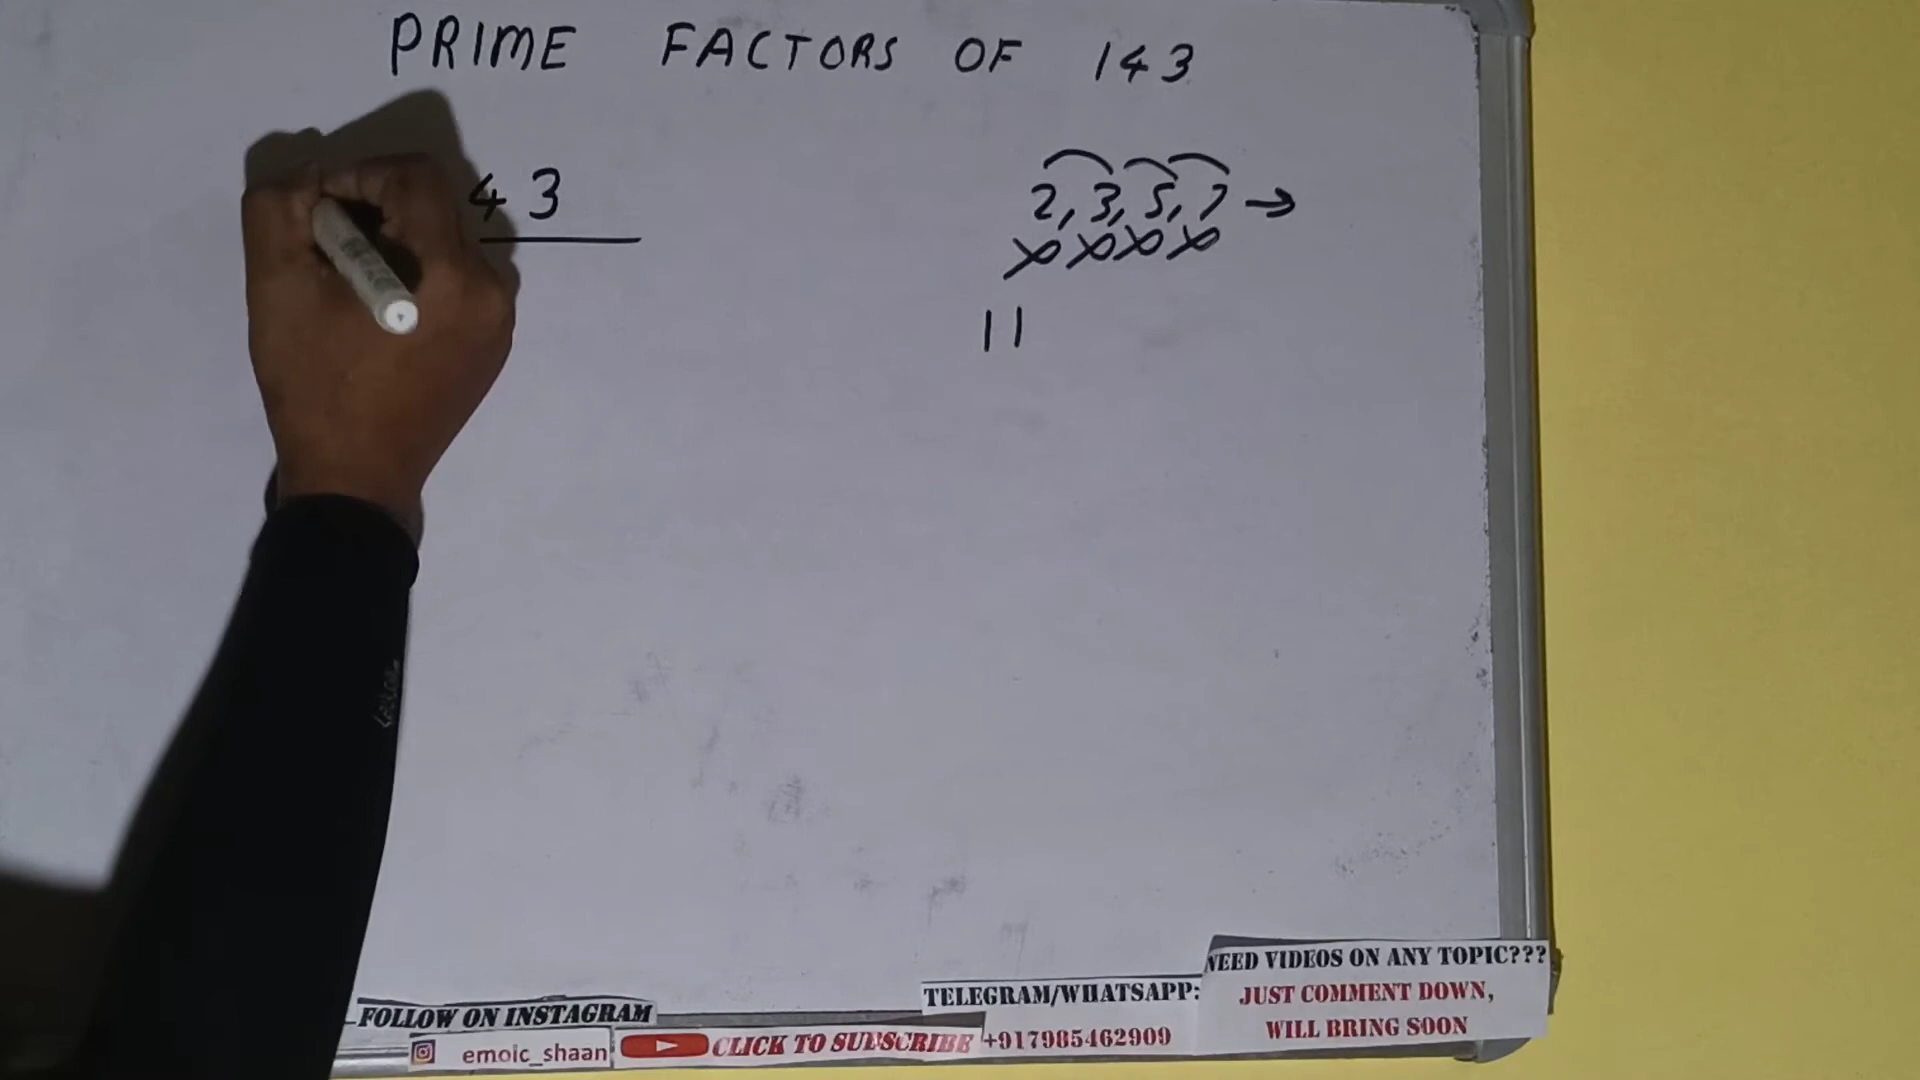 PRIME FACTORS OF 143
43
2, 3, 5, 7 →
11
NEED VIDEOS ON ANY TOPIC???
JUST COMMENT DOWN,
WILL BRING SOON
TELEGRAM/WHATSAPP:
+917985462909
FOLLOW ON INSTAGRAM
emoic_shaan
CLICK TO SUBSCRIBE